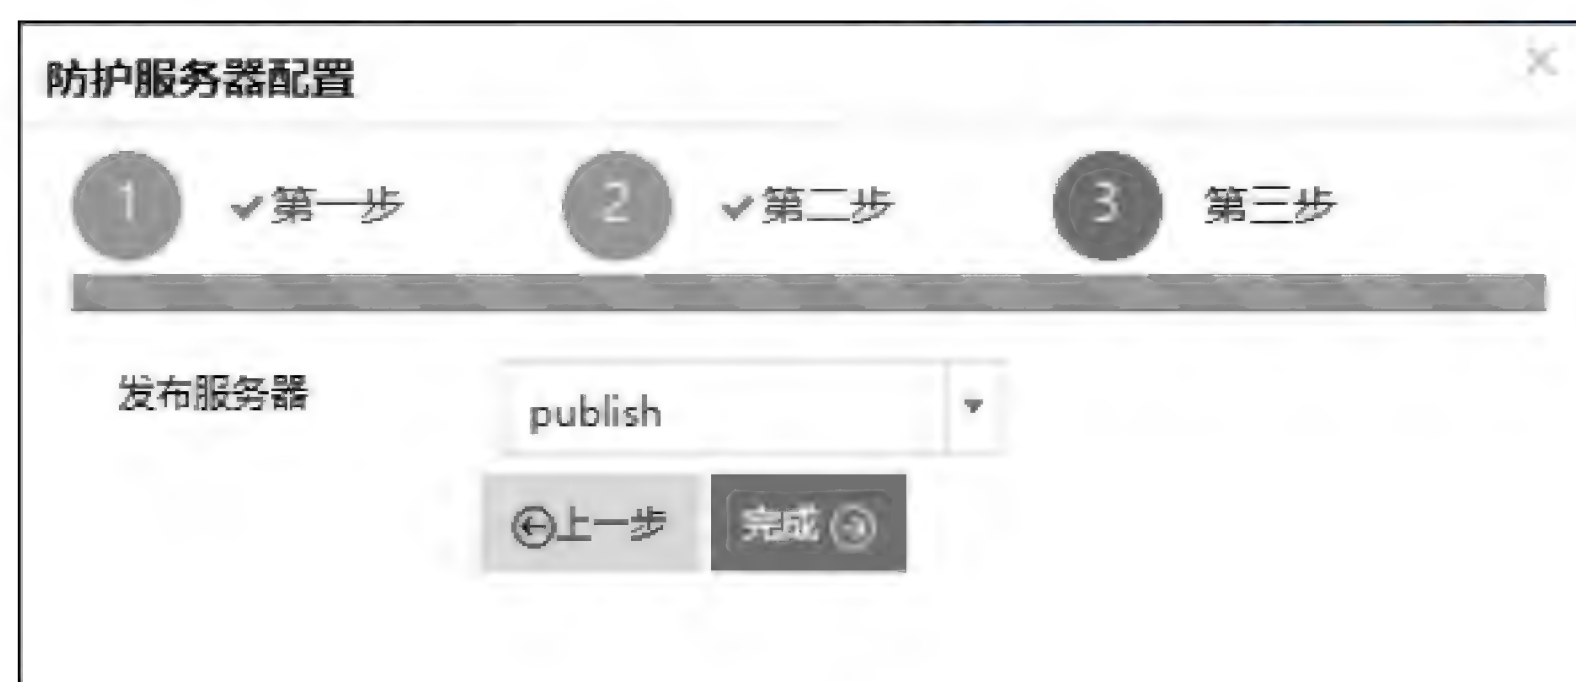 防护服务器配置
1 第一步 2 第二步 3 第三步
发布服务器 publish
上一步 完成